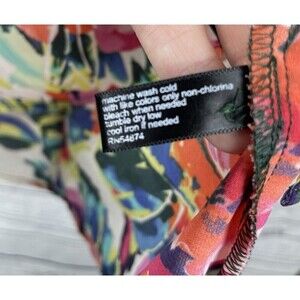 machine wash cold
with like colors only non-chlorina
bleach when needed
tumble dry low
cool iron if needed
RN54874